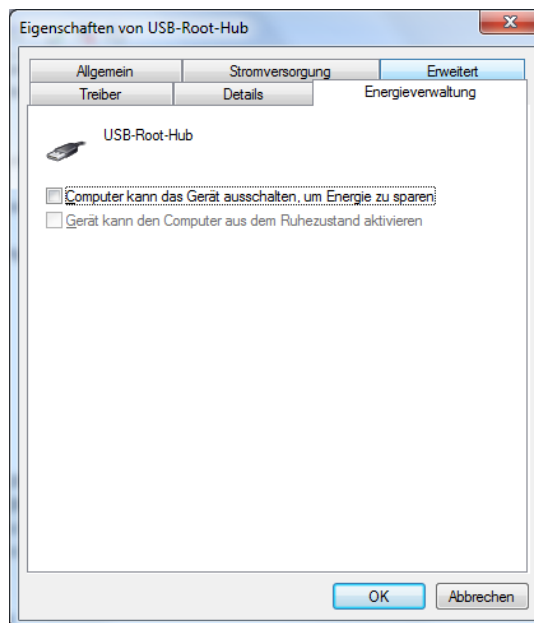 Eigenschaften von USB-Root-Hub
Allgemein
Stromversorgung
Erweitert
Treiber
Details
Energieverwaltung
USB-Root-Hub
Computer kann das Gerät ausschalten, um Energie zu sparen
Gerät kann den Computer aus dem Ruhezustand aktivieren
OK
Abbrechen